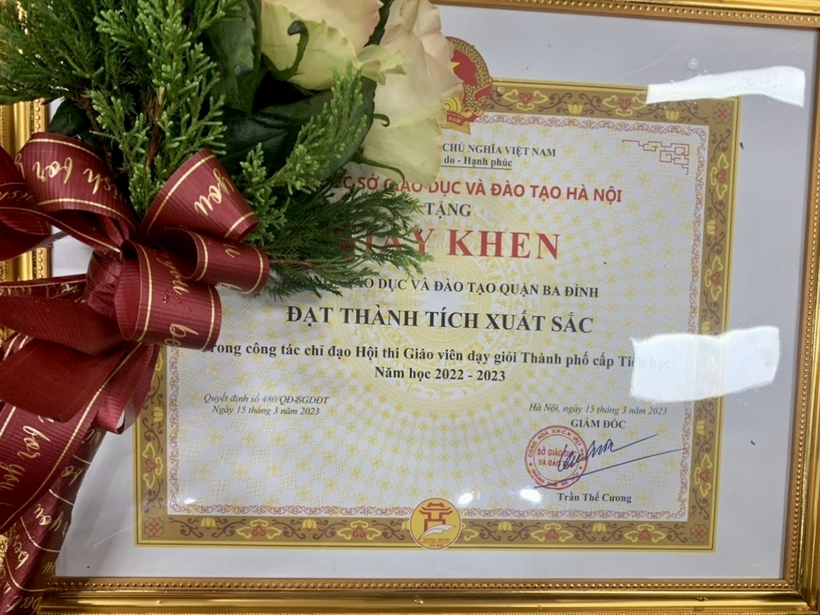 CHỦ NGHĨA VIỆT NAM
do - Hạnh phúc
SỞ GIÁO DỤC VÀ ĐÀO TẠO HÀ NỘI
TẶNG
KHEN
DỤC VÀ ĐÀO TẠO QUẬN BA ĐÌNH
ĐẠT THÀNH TÍCH XUẤT SẮC
Trong công tác chỉ đạo Hội thi Giáo viên dạy giỏi Thành phố cấp Tiểu học
Năm học 2022 - 2023
Quyết định số 480/QĐ-SGDĐT
Ngày 15 tháng 3 năm 2023
Hà Nội, ngày 15 tháng 3 năm 2023
GIÁM ĐỐC
SỞ GIÁO DỤC
VÀ ĐÀO
Trần Thế Cương